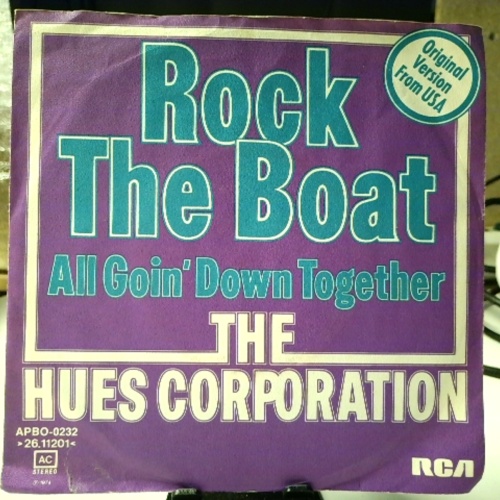 Original
Version
From USA
Rock
The Boat
All Goin' Down Together
THE
HUES CORPORATION
APBO-0232
>26.11201<
AC
STEREO
RCA